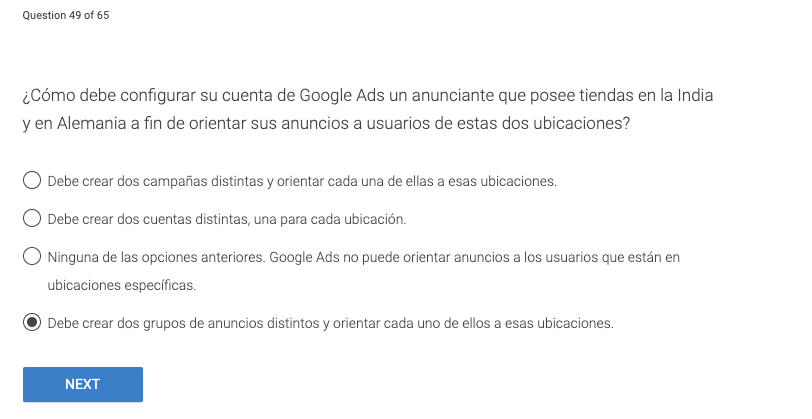 Question 49 of 65
¿Cómo debe configurar su cuenta de Google Ads un anunciante que posee tiendas en la India
y en Alemania a fin de orientar sus anuncios a usuarios de estas dos ubicaciones?
Debe crear dos campañas distintas y orientar cada una de ellas a esas ubicaciones.
Debe crear dos cuentas distintas, una para cada ubicación.
Ninguna de las opciones anteriores. Google Ads no puede orientar anuncios a los usuarios que están en
ubicaciones específicas.
Debe crear dos grupos de anuncios distintos y orientar cada uno de ellos a esas ubicaciones.
NEXT